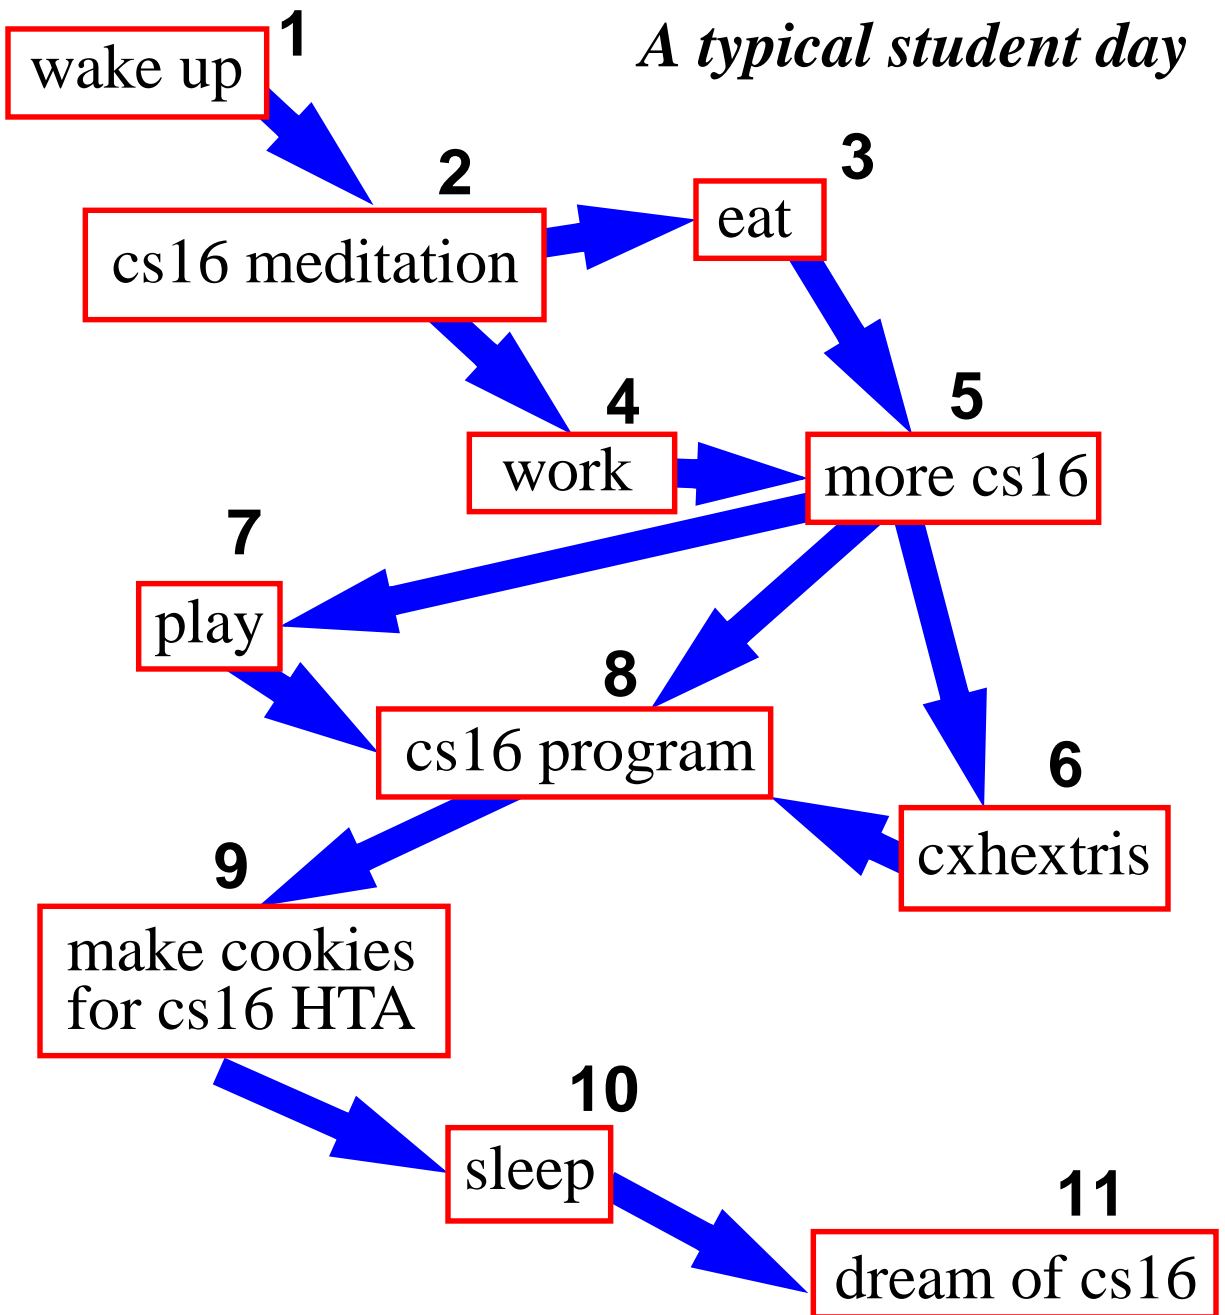 A typical student day
1
wake up
2
cs16 meditation
3
eat
4
work
5
more cs16
7
play
8
cs16 program
6
cxhextris
9
make cookies
for cs16 HTA
10
sleep
11
dream of cs16